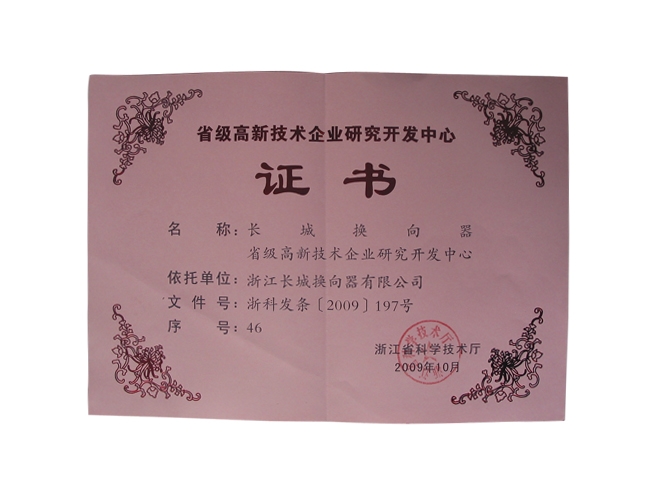 省级高新技术企业研究开发中心
证书
名称：长城换向器
省级高新技术企业研究开发中心
依托单位：浙江长城换向器有限公司
文件号：浙科发条〔2009〕197号
序号：46
浙江省科学技术厅
2009年10月